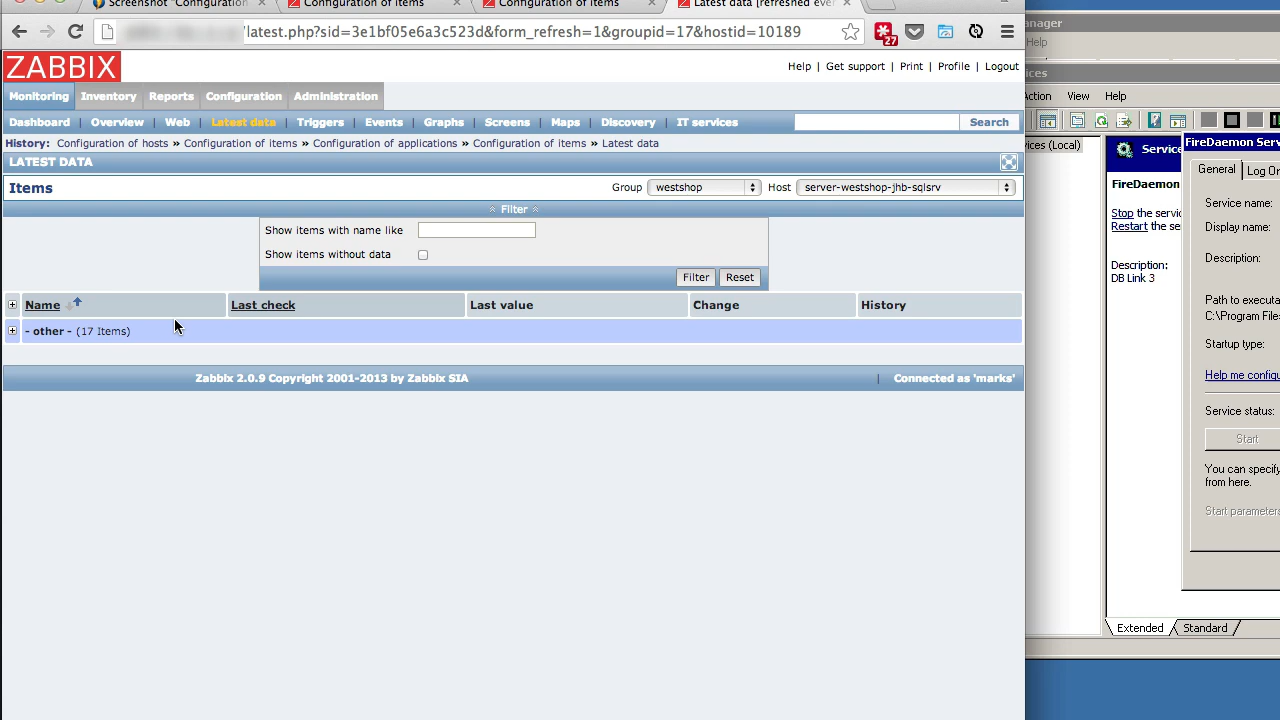 Screenshot "Configuration
Configuration of items
Configuration of items
Latest data [refreshed ever
/latest.php?sid=3e1bf05e6a3c523d&form_refresh=1&groupid=17&hostid=10189
27
ZABBIX
Help | Get support | Print | Profile | Logout
Monitoring Inventory Reports Configuration Administration
Dashboard | Overview | Web | Latest data | Triggers | Events | Graphs | Screens | Maps | Discovery | IT services
Search
History: Configuration of hosts » Configuration of items » Configuration of applications » Configuration of items » Latest data
LATEST DATA
Items
Group westshop Host server-westshop-jhb-sqlsrv
Filter
Show items with name like
Show items without data
Filter Reset
Name Last check Last value Change History
- other - (17 Items)
Zabbix 2.0.9 Copyright 2001-2013 by Zabbix SIA | Connected as 'marks'
anager
Help
ices
Action View Help
vices (Local)
Service
FireDaemon
Stop the servic
Restart the se
Description:
DB Link 3
Extended Standard
FireDaemon Serv
General Log On
Service name:
Display name:
Description:
Path to executa
C:\Program Files
Startup type:
Help me configu
Service status:
Start
You can specify
from here.
Start parameters